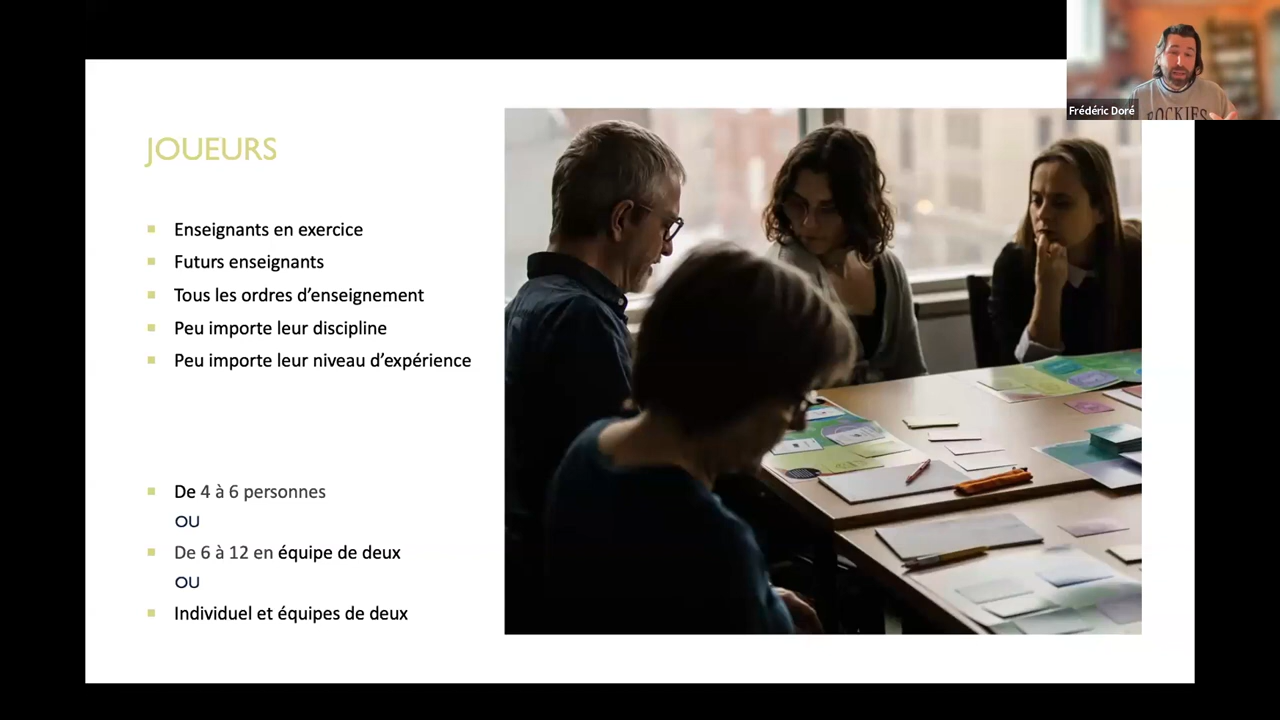 Frédéric Doré
ROCKIES
JOUEURS
Enseignants en exercice
Futurs enseignants
Tous les ordres d’enseignement
Peu importe leur discipline
Peu importe leur niveau d’expérience
De 4 à 6 personnes
OU
De 6 à 12 en équipe de deux
OU
Individuel et équipes de deux